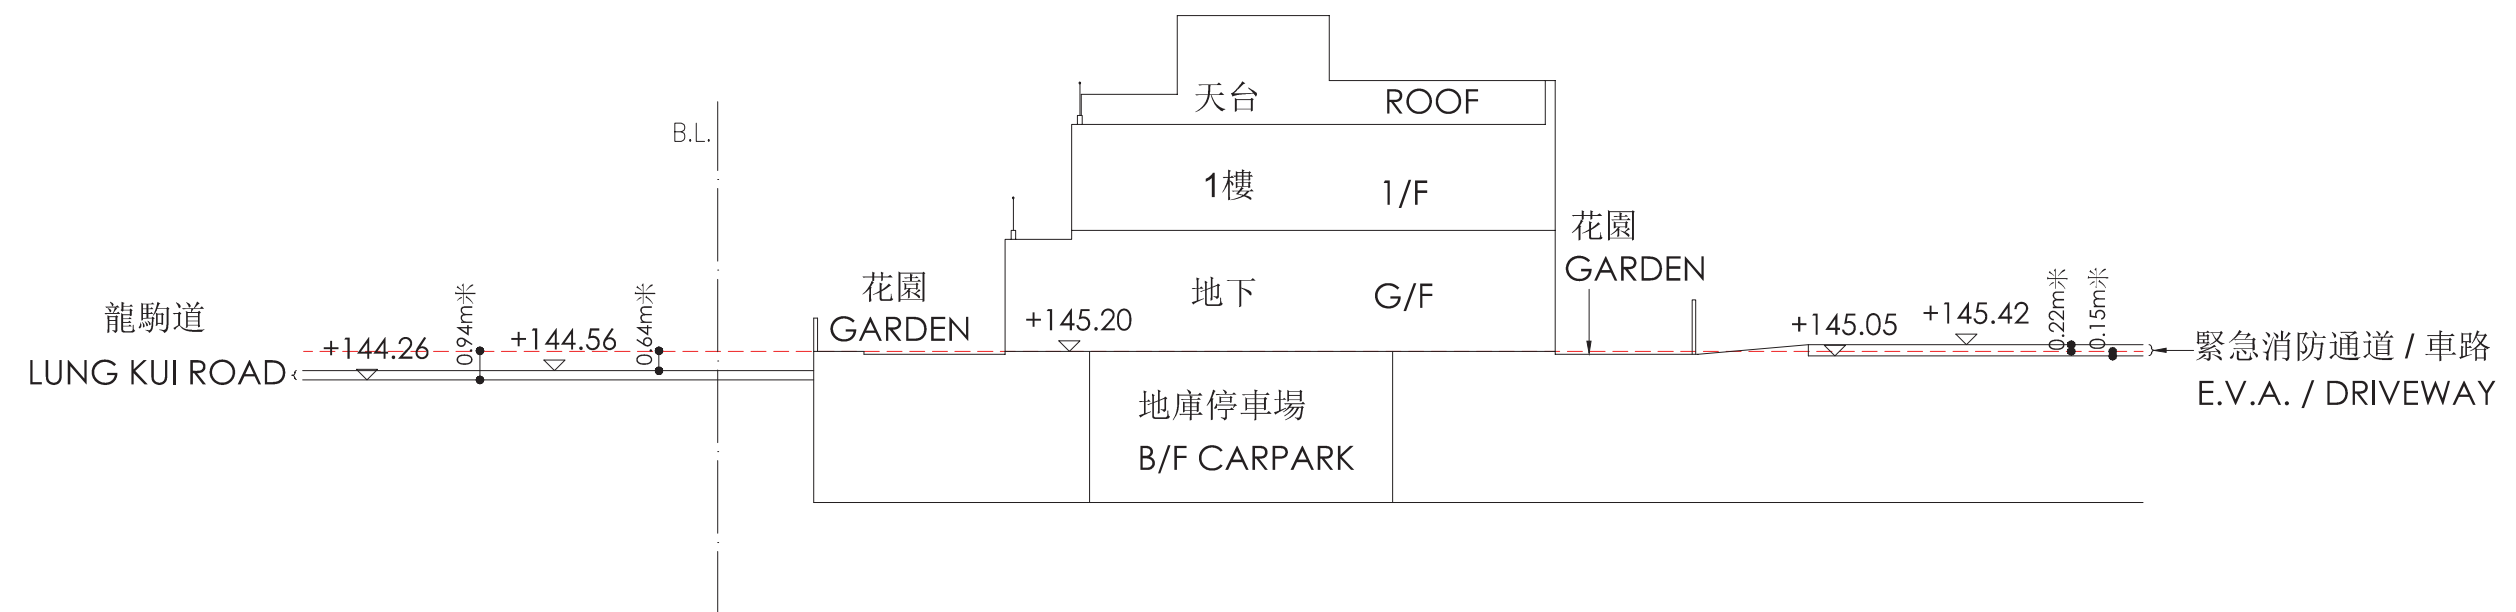 天台
ROOF
B.L.
1樓
1/F
花園
GARDEN
花園
GARDEN
地下
G/F
龍駒道
LUNG KUI ROAD
+144.26
0.94m米
+144.56
0.64m米
+145.20
+145.05
+145.42
0.22m米
0.15m米
緊急消防通道 / 車路
E.V.A. / DRIVEWAY
地庫停車場
B/F CARPARK